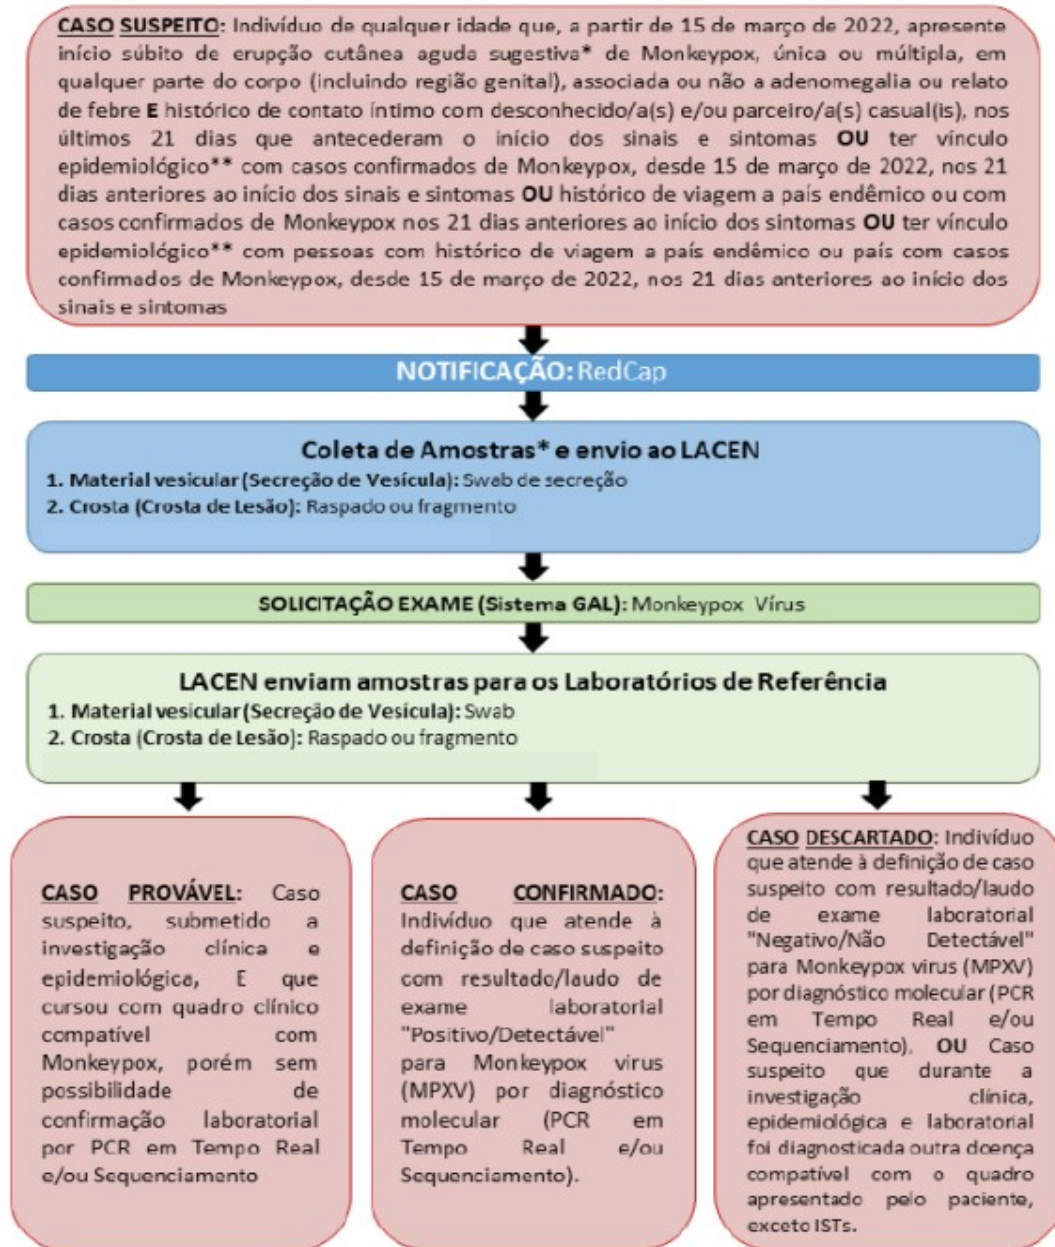 CASO SUSPEITO: Indivíduo de qualquer idade que, a partir de 15 de março de 2022, apresente
início súbito de erupção cutânea aguda sugestiva* de Monkeypox, única ou múltipla, em
qualquer parte do corpo (incluindo região genital), associada ou não a adenomegalia ou relato
de febre E histórico de contato íntimo com desconhecido/a(s) e/ou parceiro/a(s) casual(is), nos
últimos 21 dias que antecederam o início dos sinais e sintomas OU ter vínculo
epidemiológico** com casos confirmados de Monkeypox, desde 15 de março de 2022, nos 21
dias anteriores ao início dos sinais e sintomas OU histórico de viagem a país endêmico ou com
casos confirmados de Monkeypox nos 21 dias anteriores ao início dos sintomas OU ter vínculo
epidemiológico** com pessoas com histórico de viagem a país endêmico ou país com casos
confirmados de Monkeypox, desde 15 de março de 2022, nos 21 dias anteriores ao início dos
sinais e sintomas
NOTIFICAÇÃO: RedCap
Coleta de Amostras* e envio ao LACEN
1. Material vesicular (Secreção de Vesícula): Swab de secreção
2. Crosta (Crosta de Lesão): Raspado ou fragmento
SOLICITAÇÃO EXAME (Sistema GAL): Monkeypox Vírus
LACEN enviam amostras para os Laboratórios de Referência
1. Material vesicular (Secreção de Vesícula): Swab
2. Crosta (Crosta de Lesão): Raspado ou fragmento
CASO PROVÁVEL: Caso
suspeito, submetido a
investigação clínica e
epidemiológica, E que
cursou com quadro clínico
compatível com
Monkeypox, porém sem
possibilidade de
confirmação laboratorial
por PCR em Tempo Real
e/ou Sequenciamento
CASO CONFIRMADO:
Indivíduo que atende à
definição de caso suspeito
com resultado/laudo de
exame laboratorial
"Positivo/Detectável"
para Monkeypox virus
(MPXV) por diagnóstico
molecular (PCR em
Tempo Real e/ou
Sequenciamento).
CASO DESCARTADO: Indivíduo
que atende à definição de caso
suspeito com resultado/laudo
de exame laboratorial
"Negativo/Não Detectável"
para Monkeypox virus (MPXV)
por diagnóstico molecular (PCR
em Tempo Real e/ou
Sequenciamento), OU Caso
suspeito que durante a
investigação clínica,
epidemiológica e laboratorial
foi diagnosticada outra doença
compatível com o quadro
apresentado pelo paciente,
exceto ISTs.